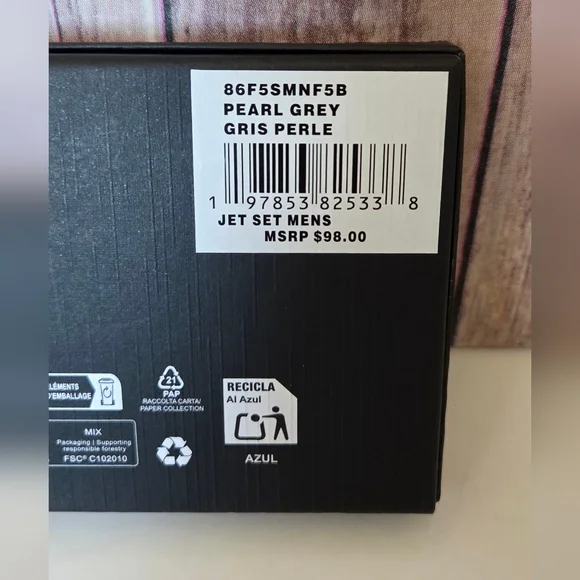 86F5SMNF5B
PEARL GREY
GRIS PERLE
1 97853 82533 8
JET SET MENS
MSRP $98.00
ÉLÉMENTS
D'EMBALLAGE
21
PAP
RACCOLTA CARTA/
PAPER COLLECTION
MIX
Packaging | Supporting
responsible forestry
FSC® C102010
RECICLA
Al Azul
AZUL